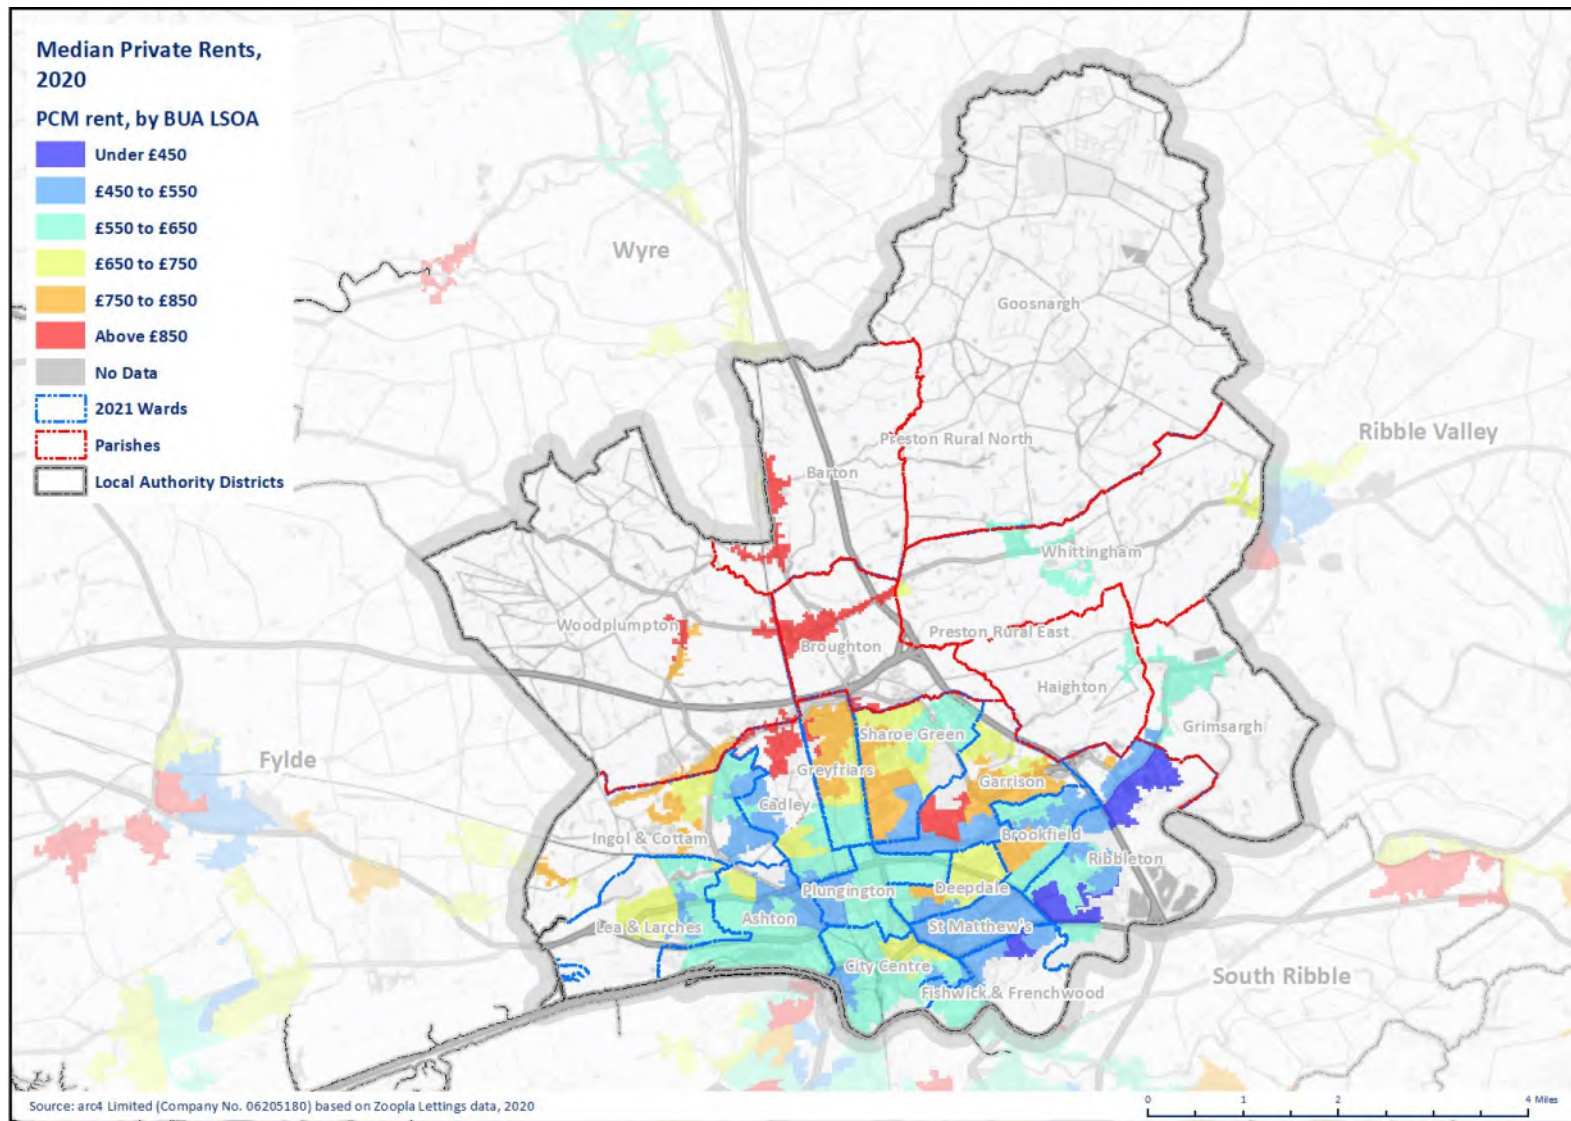 Median Private Rents,
2020
PCM rent, by BUA LSOA
Under £450
£450 to £550
£550 to £650
£650 to £750
£750 to £850
Above £850
No Data
2021 Wards
Parishes
Local Authority Districts
Wyre
Goosnargh
Ribble Valley
Preston Rural North
Barton
Whittingham
Woodplumpton
Preston Rural East
Broughton
Haighton
Grimsargh
Sharoe Green
Fylde
Greyfriars
Garrison
Cadley
Ingol & Cottam
Brookfield
Ribbleton
Plungington
Deepdale
Lea & Larches
Ashton
St Matthew's
City Centre
South Ribble
Fishwick & Frenchwood
Source: arc4 Limited (Company No. 06205180) based on Zoopla Lettings data, 2020
0 1 2 4 Miles